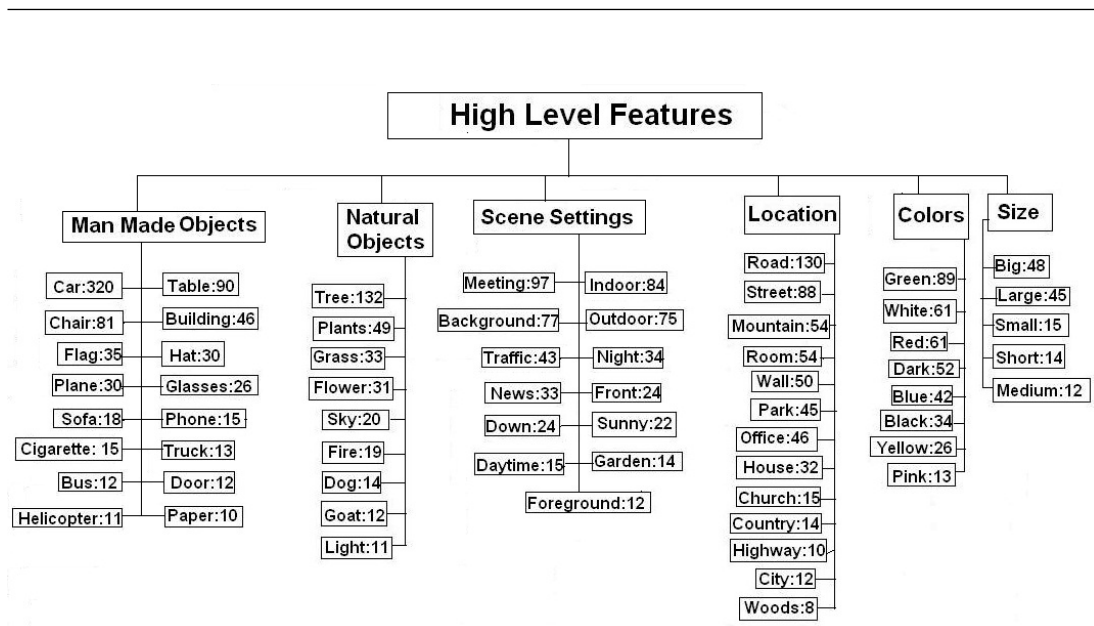 High Level Features
Man Made Objects
Car:320
Table:90
Chair:81
Building:46
Flag:35
Hat:30
Plane:30
Glasses:26
Sofa:18
Phone:15
Cigarette: 15
Truck:13
Bus:12
Door:12
Helicopter:11
Paper:10
Natural
Objects
Tree:132
Plants:49
Grass:33
Flower:31
Sky:20
Fire:19
Dog:14
Goat:12
Light:11
Scene Settings
Meeting:97
Indoor:84
Background:77
Outdoor:75
Traffic:43
Night:34
News:33
Front:24
Down:24
Sunny:22
Daytime:15
Garden:14
Foreground:12
Location
Road:130
Street:88
Mountain:54
Room:54
Wall:50
Park:45
Office:46
House:32
Church:15
Country:14
Highway:10
City:12
Woods:8
Colors
Green:89
White:61
Red:61
Dark:52
Blue:42
Black:34
Yellow:26
Pink:13
Size
Big:48
Large:45
Small:15
Short:14
Medium:12